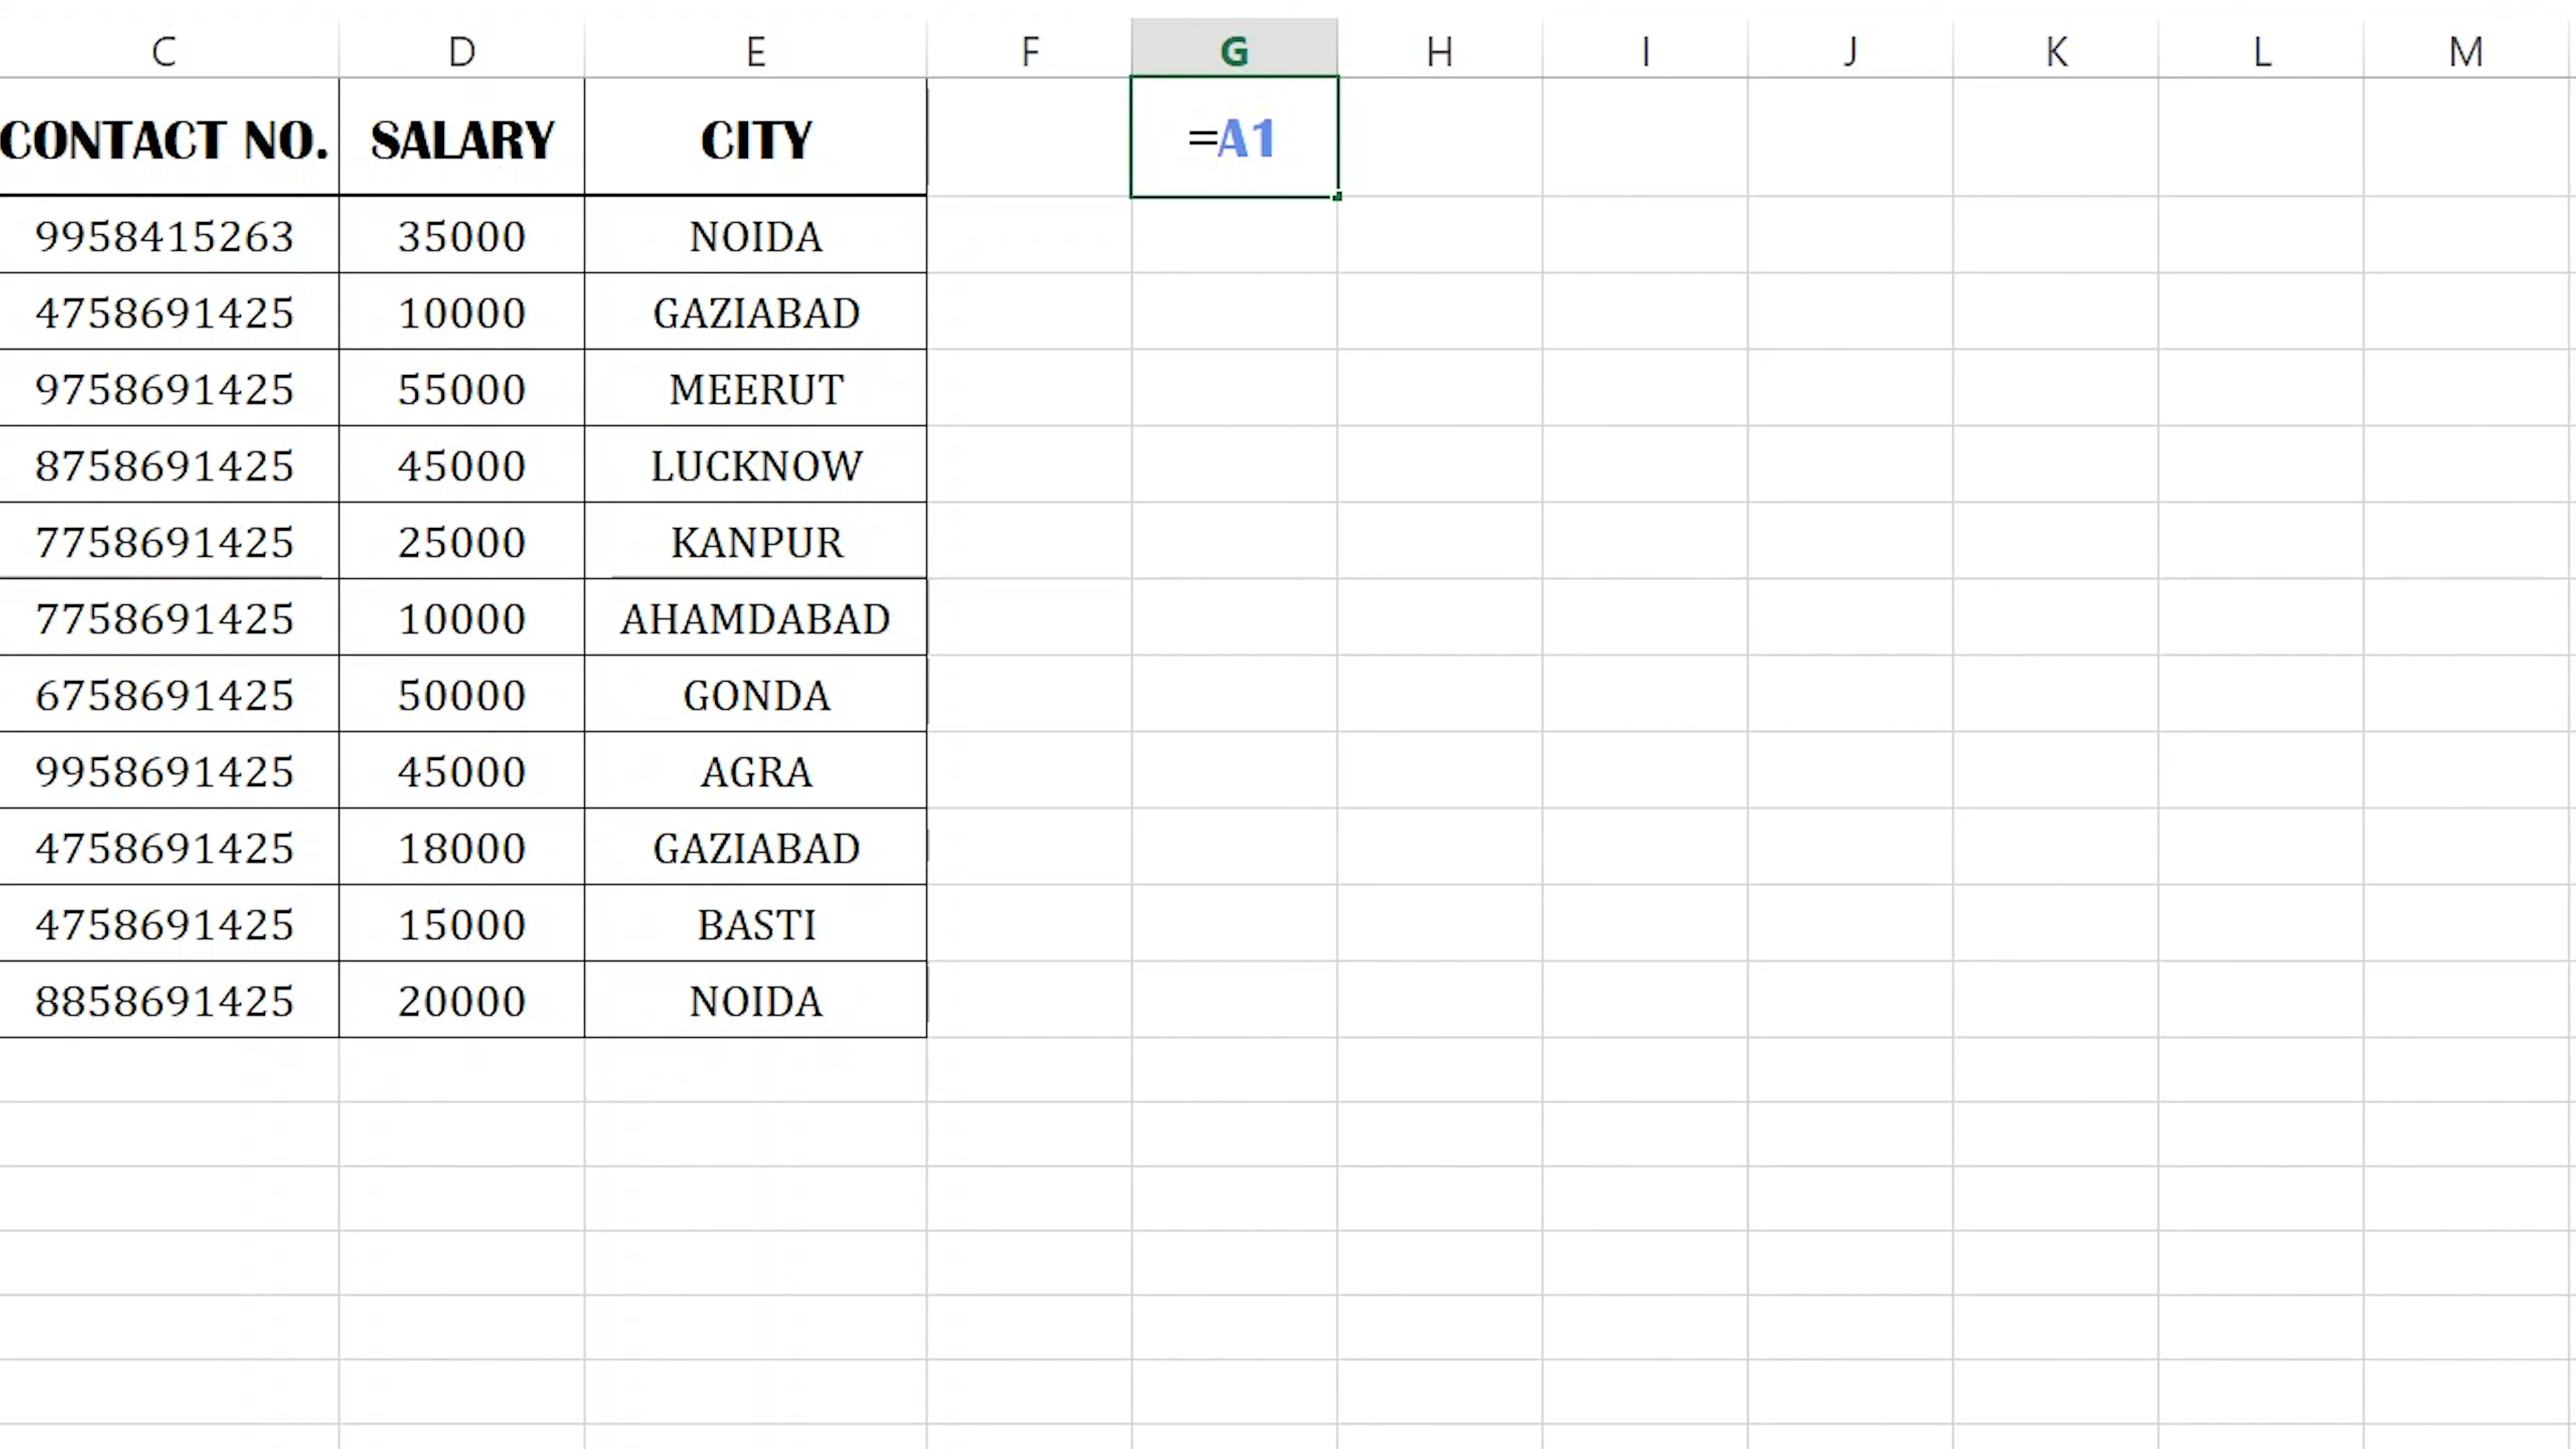 C D E F G H I J K L M
CONTACT NO. SALARY CITY =A1
9958415263 35000 NOIDA
4758691425 10000 GAZIABAD
9758691425 55000 MEERUT
8758691425 45000 LUCKNOW
7758691425 25000 KANPUR
7758691425 10000 AHAMDABAD
6758691425 50000 GONDA
9958691425 45000 AGRA
4758691425 18000 GAZIABAD
4758691425 15000 BASTI
8858691425 20000 NOIDA